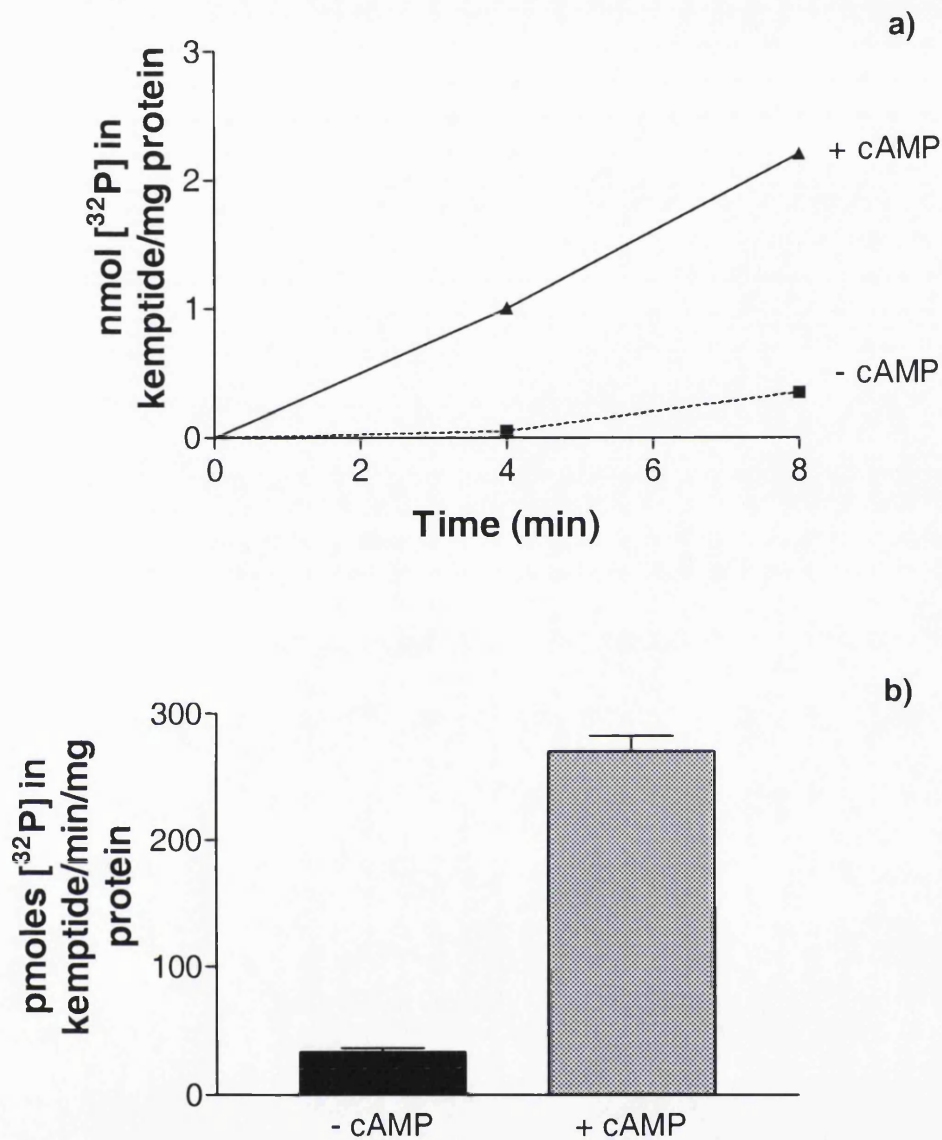 a)
3
2
1
0
nmol [³²P] in
kemptide/mg protein
+ cAMP
- cAMP
0 2 4 6 8
Time (min)
b)
300
200
100
0
pmoles [³²P] in
kemptide/min/mg
protein
- cAMP + cAMP